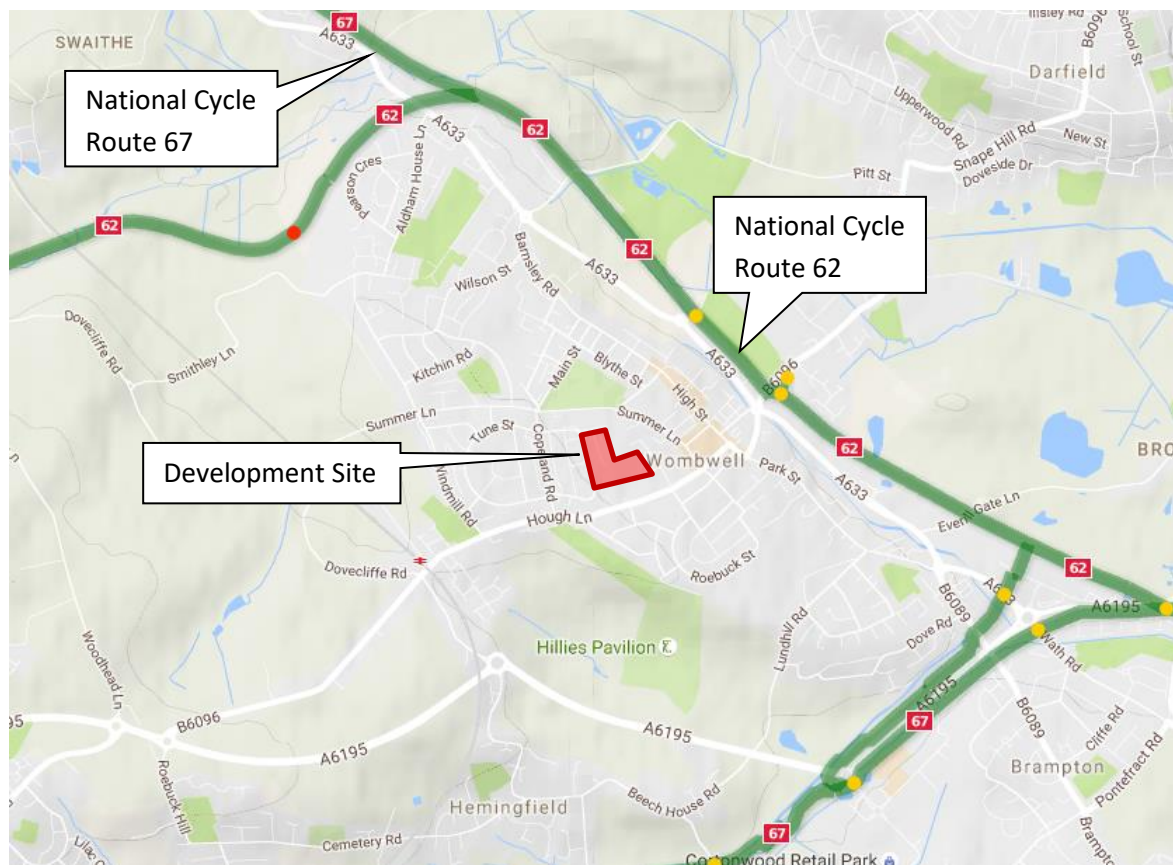 67
SWAITHE
A633
Illsley Rd
B6096
School St
Darfield
National Cycle
Route 67
62
62
A633
Upperwood Rd
Snape Hill Rd
New St
Doveside Dr
Pitt St
Pearson Cres
Aldham House Ln
62
62
A633
Barnsley Rd
Wilson St
National Cycle
Route 62
Dovecliffe Rd
Smithley Ln
Kitchin Rd
Main St
Blythe St
High St
A633
B6096
Summer Ln
Tune St
Copeland Rd
Summer Ln
Wombwell
Park St
62
A633
BRO
Development Site
Windmill Rd
Hough Ln
Everill Gate Ln
Dovecliffe Rd
Roebuck St
62
A633
A6195
B6089
Dove Rd
Wath Rd
Woodhead Ln
Hillies Pavilion
Lundhill Rd
B6096
A6195
A6195
A6195
67
B6089
Cliffe Rd
Pontefract Rd
Brampton
Roebuck Hill
Hemingfield
Beech House Rd
Cemetery Rd
67
Cortonwood Retail Park